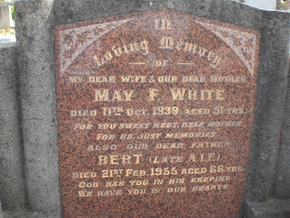 In
Loving Memory
OF
MY DEAR WIFE & OUR DEAR MOTHER
MAY F. WHITE
DIED 11TH OCT. 1939. AGED 51 YRS.
FOR YOU SWEET REST, DEAR MOTHER
FOR US, JUST MEMORIES
ALSO OUR DEAR FATHER
BERT (LATE A.I.F.)
DIED 21ST FEB. 1955 AGED 66 YRS.
GOD HAS YOU IN HIS KEEPING
WE HAVE YOU IN OUR HEARTS.